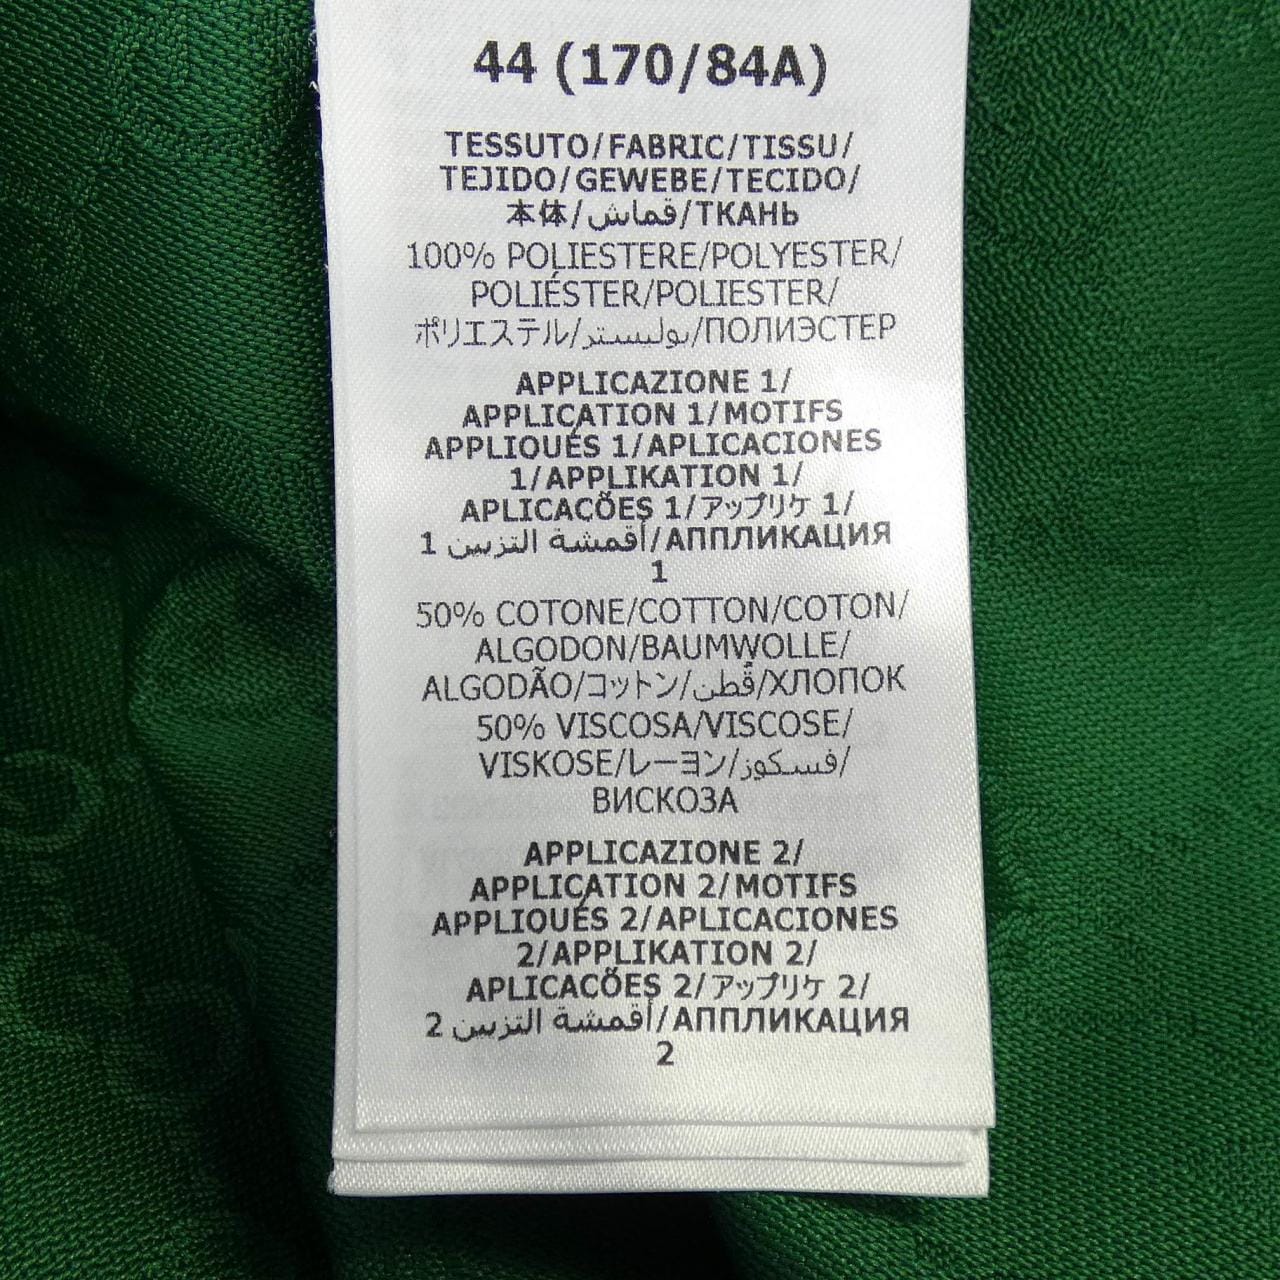 44 (170/84A)
TESSUTO/FABRIC/TISSU/
TEJIDO/GEWEBE/TECIDO/
本体/قماش/ТКАНЬ
100% POLIESTERE/POLYESTER/
POLIÉSTER/POLIESTER/
ポリエステル/بوليستر/ПОЛИЭСТЕР
APPLICAZIONE 1/
APPLICATION 1/MOTIFS
APPLIQUÉS 1/APLICACIONES
1/APPLIKATION 1/
APLICAÇÕES 1/アップリケ 1/
أقمشة التزيين 1/АППЛИКАЦИЯ
1
50% COTONE/COTTON/COTON/
ALGODON/BAUMWOLLE/
ALGODÃO/コットン/قُطن/ХЛОПОК
50% VISCOSA/VISCOSE/
VISKOSE/レーヨン/فسكوز/
ВИСКОЗА
APPLICAZIONE 2/
APPLICATION 2/MOTIFS
APPLIQUÉS 2/APLICACIONES
2/APPLIKATION 2/
APLICAÇÕES 2/アップリケ 2/
أقمشة التزيين 2/АППЛИКАЦИЯ
2